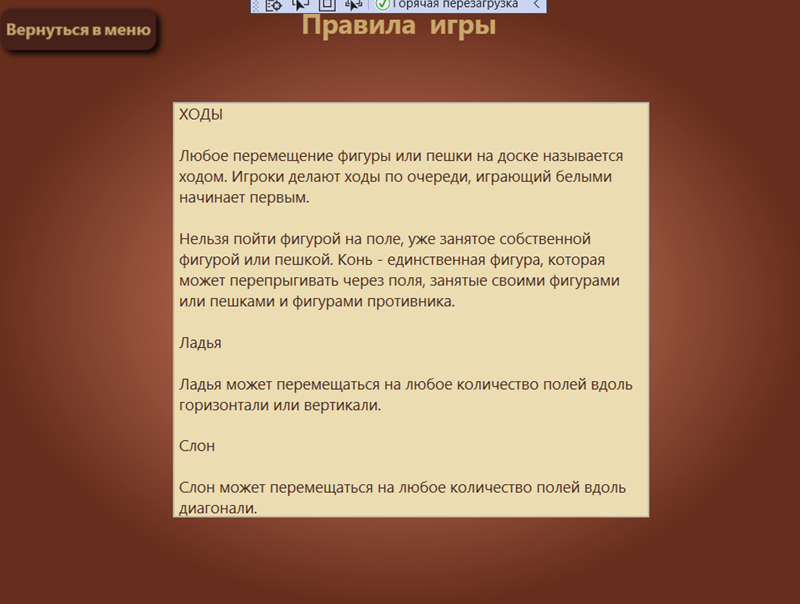 Горячая перезагрузка
Правила игры
Вернуться в меню
ХОДЫ
Любое перемещение фигуры или пешки на доске называется
ходом. Игроки делают ходы по очереди, играющий белыми
начинает первым.
Нельзя пойти фигурой на поле, уже занятое собственной
фигурой или пешкой. Конь - единственная фигура, которая
может перепрыгивать через поля, занятые своими фигурами
или пешками и фигурами противника.
Ладья
Ладья может перемещаться на любое количество полей вдоль
горизонтали или вертикали.
Слон
Слон может перемещаться на любое количество полей вдоль
диагонали.